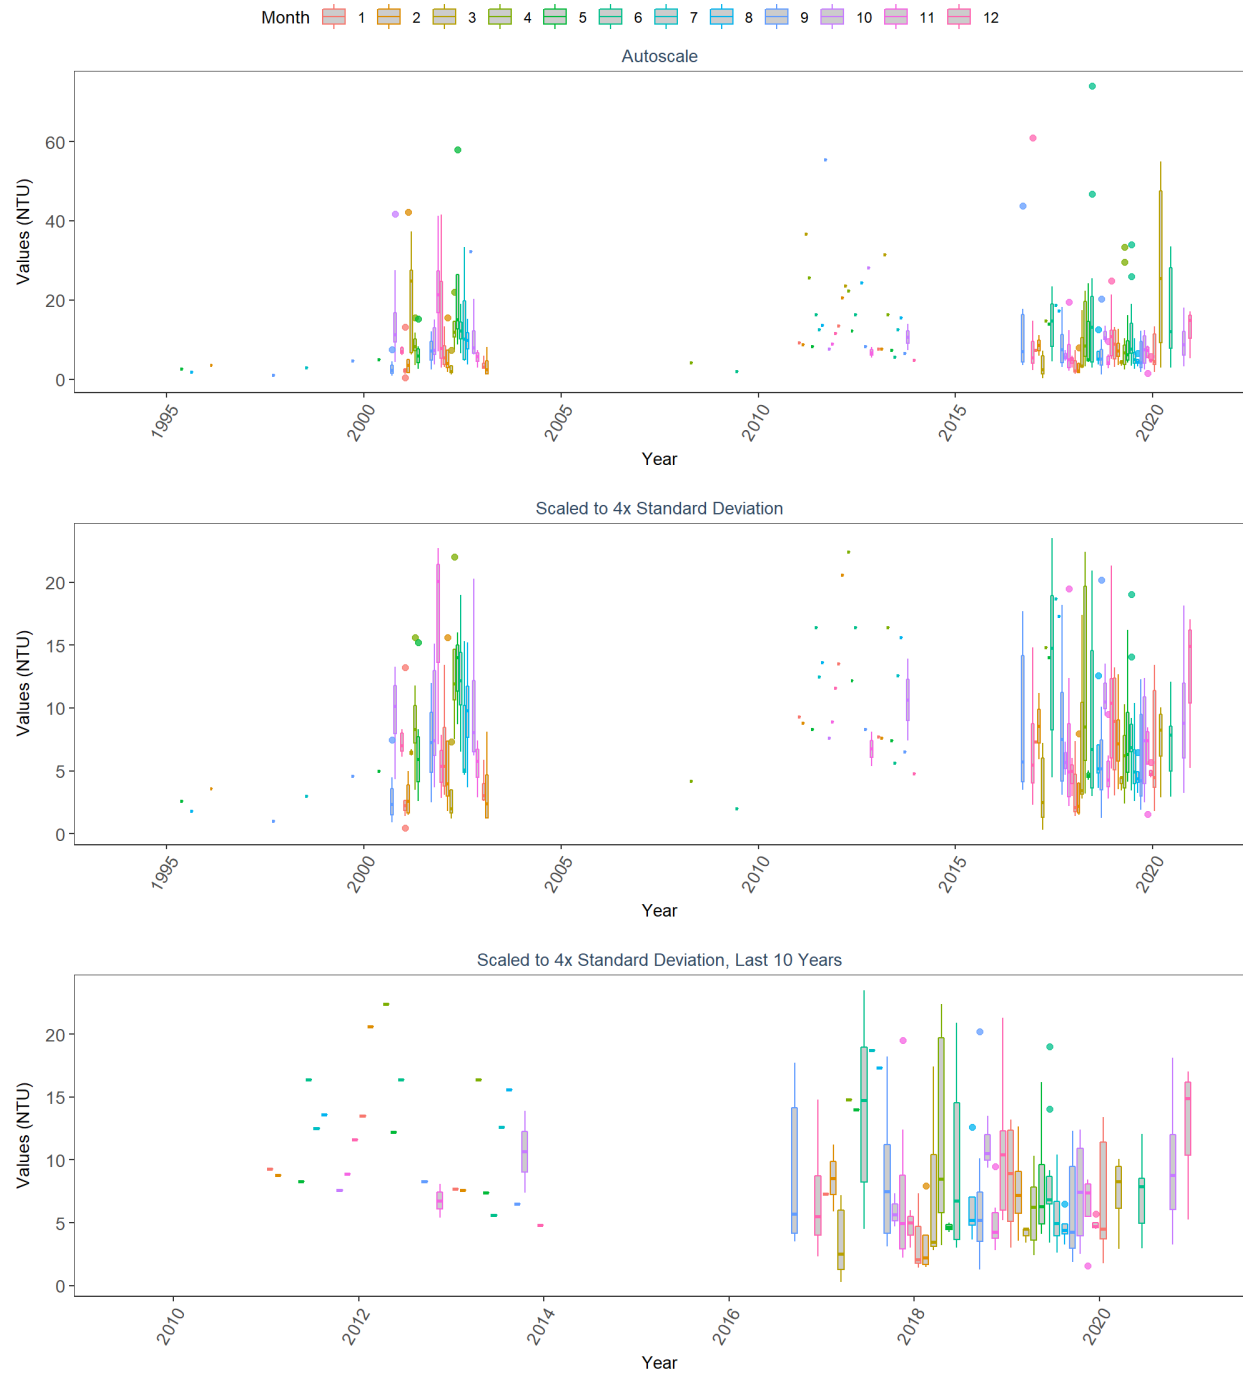 Month 1 2 3 4 5 6 7 8 9 10 11 12
Autoscale
Values (NTU)
60
40
20
0
1995 2000 2005 2010 2015 2020
Year
Scaled to 4x Standard Deviation
Values (NTU)
20
15
10
5
0
1995 2000 2005 2010 2015 2020
Year
Scaled to 4x Standard Deviation, Last 10 Years
Values (NTU)
20
15
10
5
0
2010 2012 2014 2016 2018 2020
Year